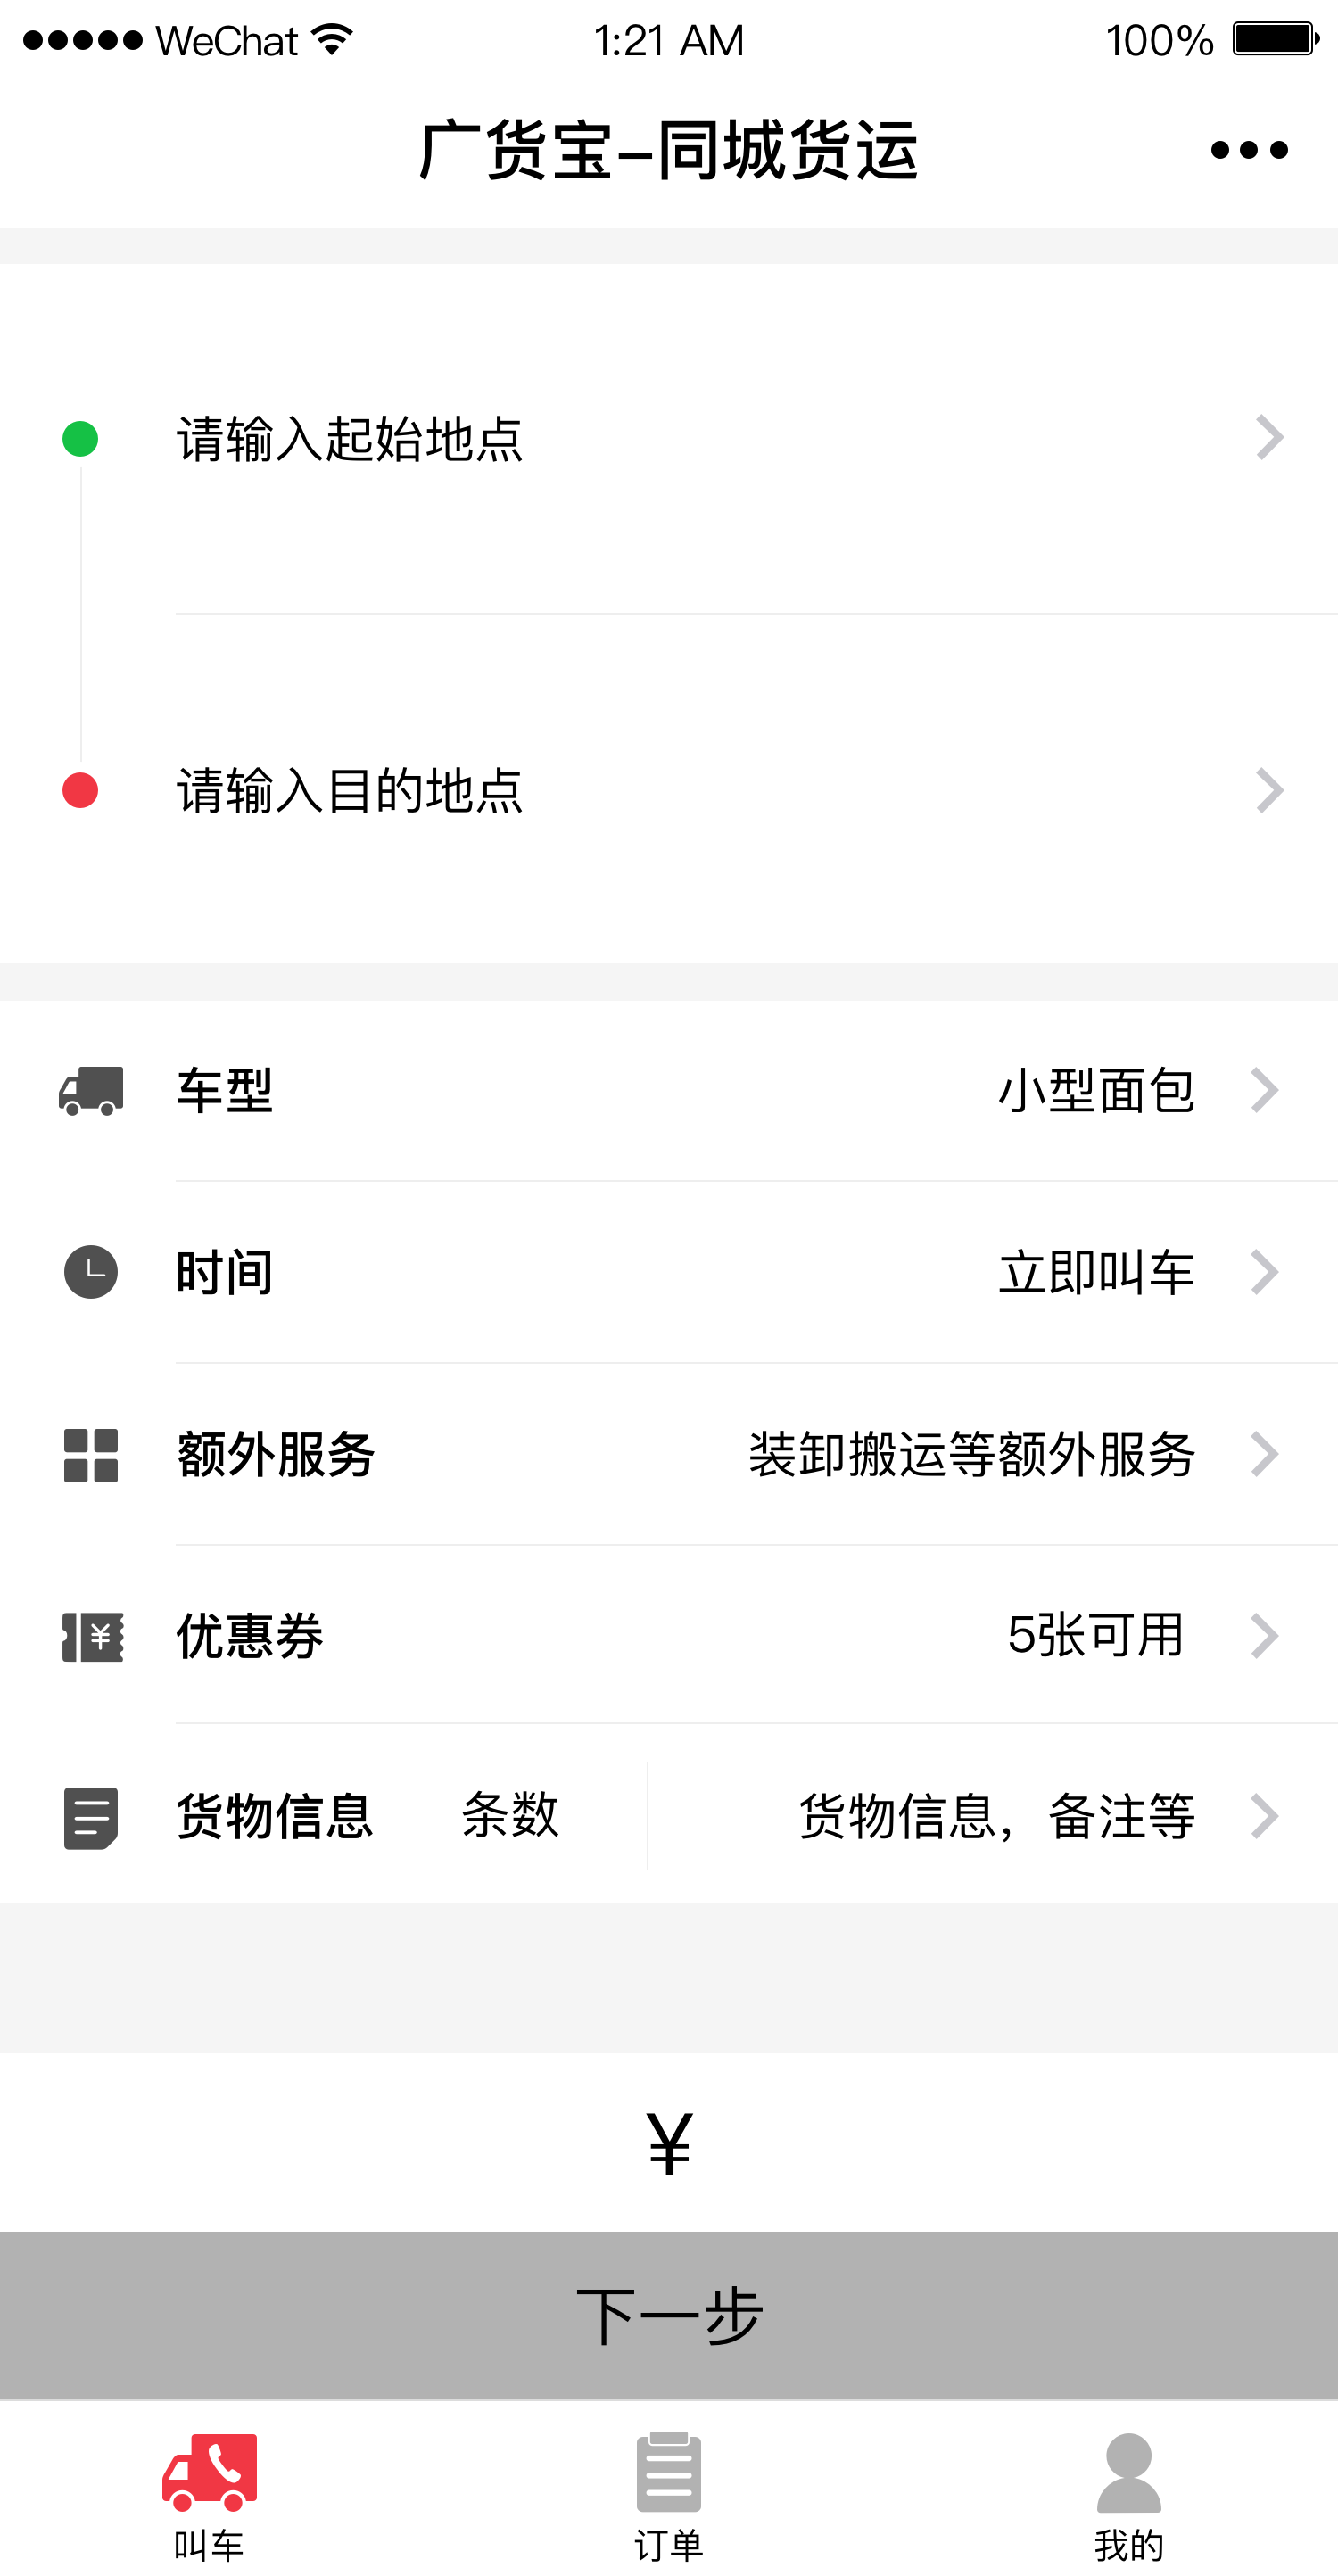 WeChat 1:21 AM 100%
广货宝-同城货运
请输入起始地点
请输入目的地点
车型 小型面包
时间 立即叫车
额外服务 装卸搬运等额外服务
¥ 优惠券 5张可用
货物信息 条数 货物信息，备注等
¥
下一步
叫车 订单 我的